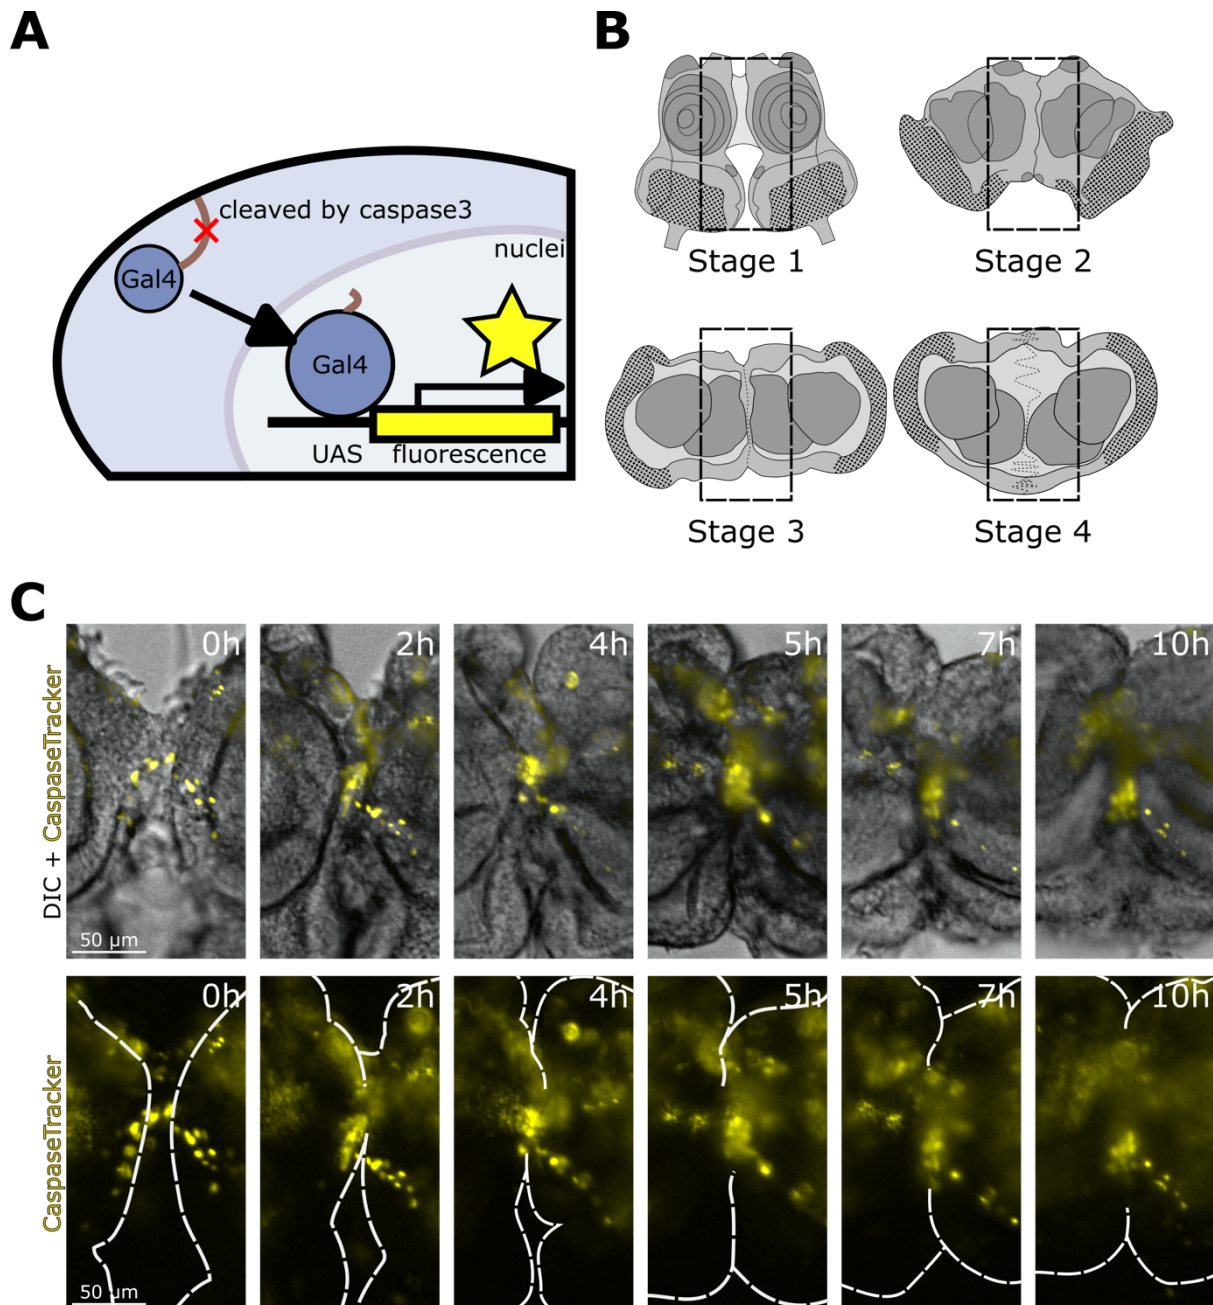 A
cleaved by caspase3
Gal4
nuclei
Gal4
UAS fluorescence
B
Stage 1
Stage 2
Stage 3
Stage 4
C
DIC + CaspaseTracker
0h
2h
4h
5h
7h
10h
50 µm
CaspaseTracker
0h
2h
4h
5h
7h
10h
50 µm